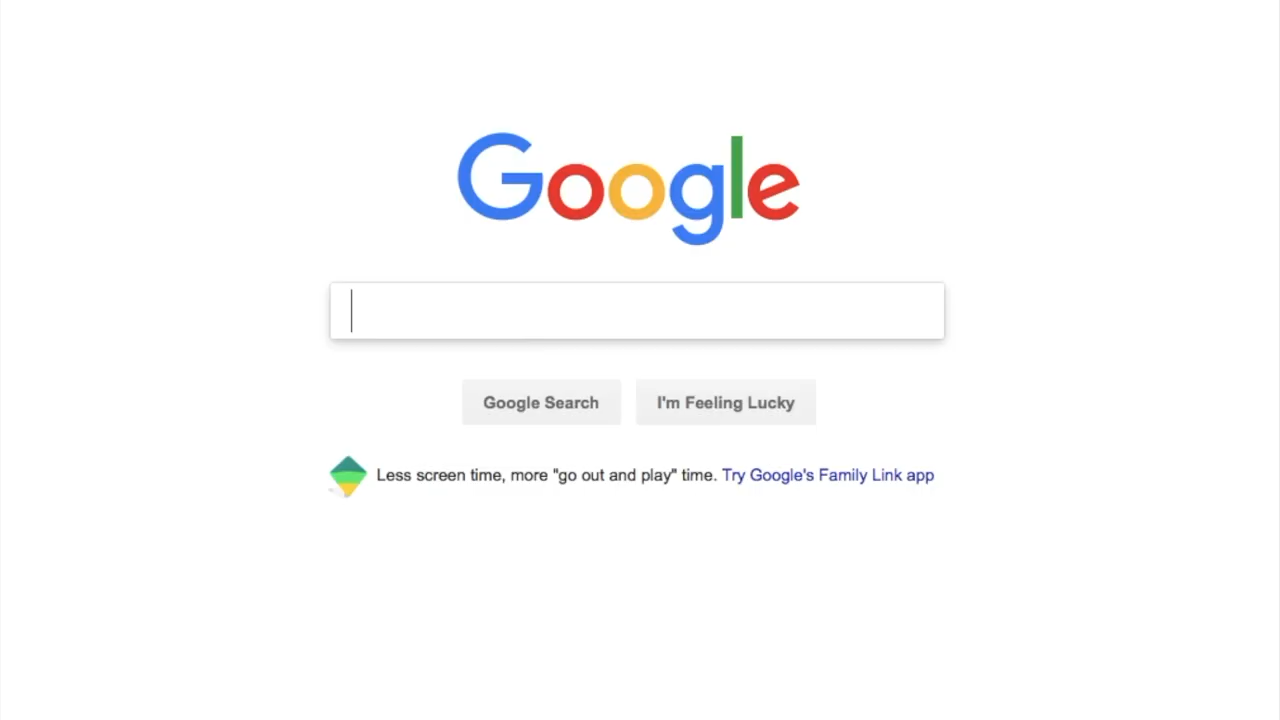 Google
Google Search
I'm Feeling Lucky
Less screen time, more "go out and play" time. Try Google's Family Link app